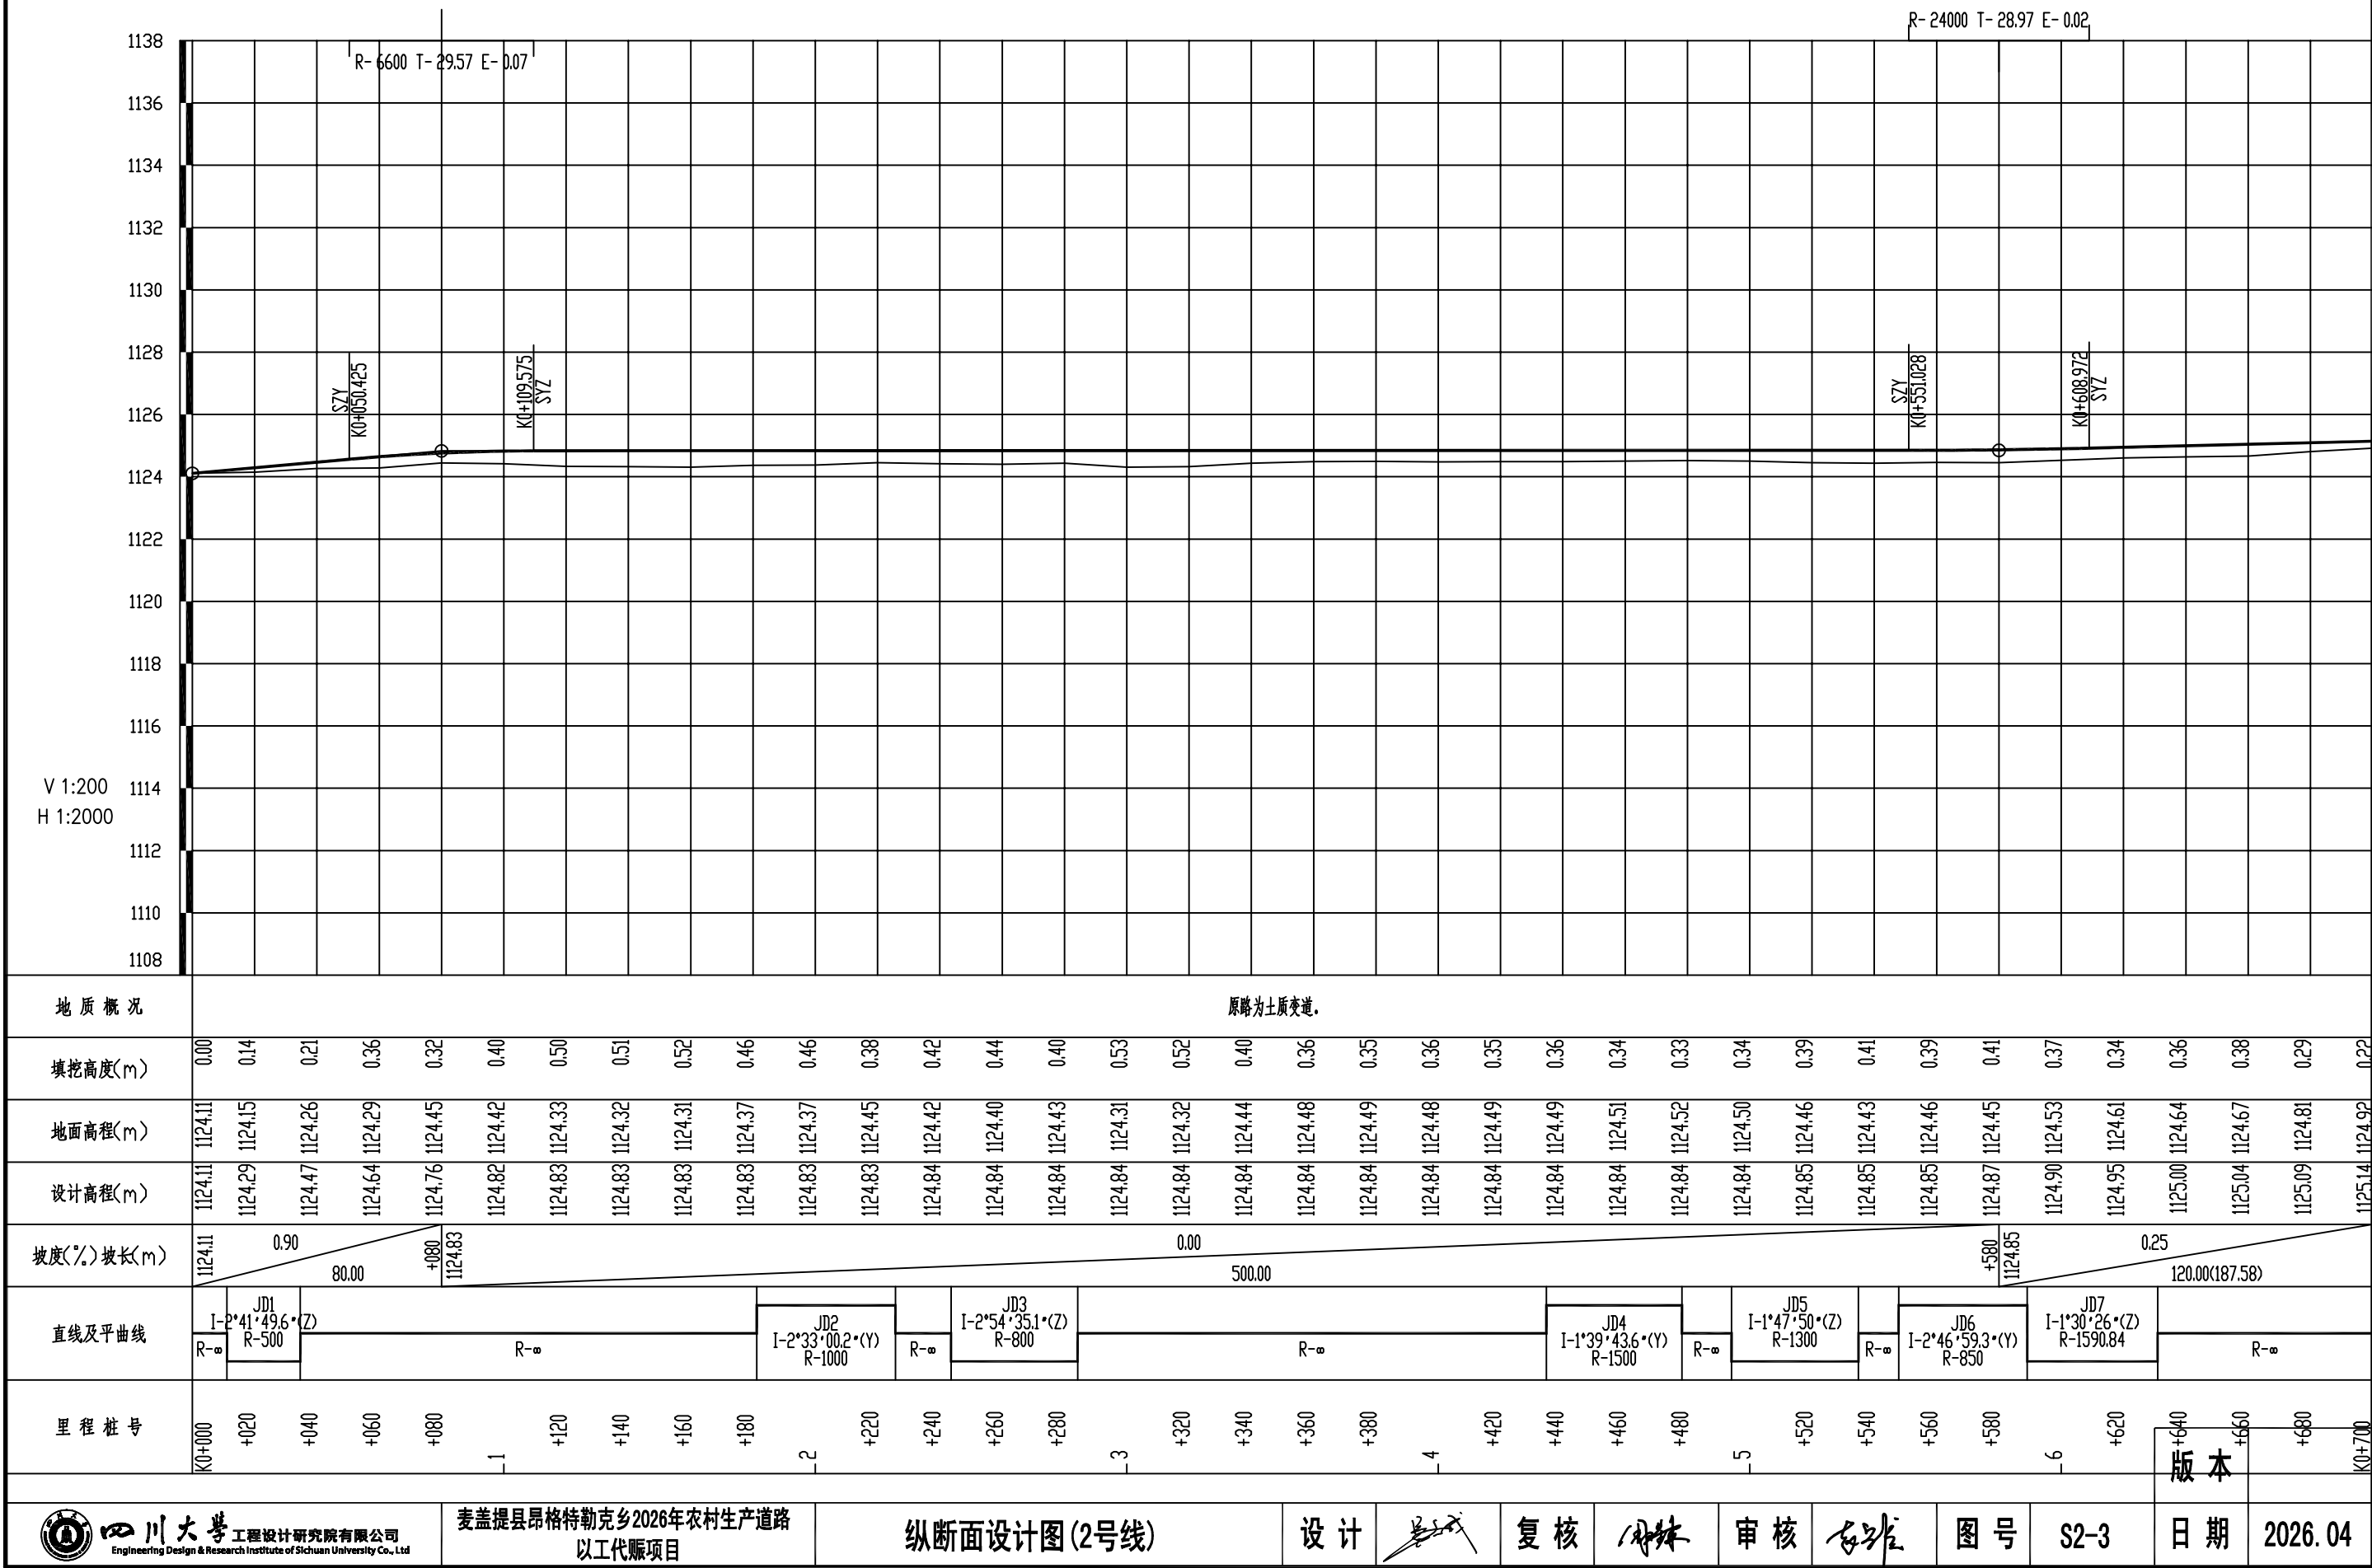 R-24000 T-28.97 E-0.02
R-6600 T-29.57 E-0.07
1138
1136
1134
1132
1130
1128
1126
1124
1122
1120
1118
1116
1114
1112
1110
1108
V 1:200
H 1:2000
SZY
K0+050.425
K0+109.575
SYZ
SZY
K0+551.028
K0+608.972
SYZ
地质概况 原路为土质变道。
填挖高度(m) 0.00 0.14 0.21 0.36 0.32 0.40 0.50 0.51 0.52 0.46 0.46 0.38 0.42 0.44 0.40 0.53 0.52 0.40 0.36 0.35 0.36 0.35 0.36 0.34 0.33 0.34 0.39 0.41 0.39 0.41 0.37 0.34 0.36 0.38 0.29 0.22
地面高程(m) 1124.11 1124.15 1124.26 1124.29 1124.45 1124.42 1124.33 1124.32 1124.31 1124.37 1124.37 1124.45 1124.42 1124.40 1124.43 1124.31 1124.32 1124.44 1124.48 1124.49 1124.48 1124.49 1124.49 1124.51 1124.52 1124.50 1124.46 1124.43 1124.46 1124.45 1124.53 1124.61 1124.64 1124.67 1124.81 1124.92
设计高程(m) 1124.11 1124.29 1124.47 1124.64 1124.76 1124.82 1124.83 1124.83 1124.83 1124.83 1124.83 1124.83 1124.84 1124.84 1124.84 1124.84 1124.84 1124.84 1124.84 1124.84 1124.84 1124.84 1124.84 1124.84 1124.84 1124.84 1124.85 1124.85 1124.85 1124.87 1124.90 1124.95 1125.00 1125.04 1125.09 1125.14
坡度(%)坡长(m) 1124.11 0.90 80.00 +080 1124.83 0.00 500.00 +580 1124.85 0.25 120.00(187.58)
直线及平曲线
R-∞
JD1
I-2°41'49.6"(Z)
R-500
R-∞
JD2
I-2°33'00.2"(Y)
R-1000
R-∞
JD3
I-2°54'35.1"(Z)
R-800
R-∞
JD4
I-1°39'43.6"(Y)
R-1500
R-∞
JD5
I-1°47'50"(Z)
R-1300
R-∞
JD6
I-2°46'59.3"(Y)
R-850
JD7
I-1°30'26"(Z)
R-1590.84
R-∞
里程桩号 K0+000 +020 +040 +060 +080 1 +120 +140 +160 +180 2 +220 +240 +260 +280 3 +320 +340 +360 +380 4 +420 +440 +460 +480 5 +520 +540 +560 +580 6 +620 +640 +660 +680 K0+700
版本
四川大学工程设计研究院有限公司
Engineering Design & Research Institute of Sichuan University Co., Ltd
麦盖提县昂格特勒克乡2026年农村生产道路
以工代赈项目
纵断面设计图(2号线)
设计
复核
审核
图号 S2-3
日期 2026.04